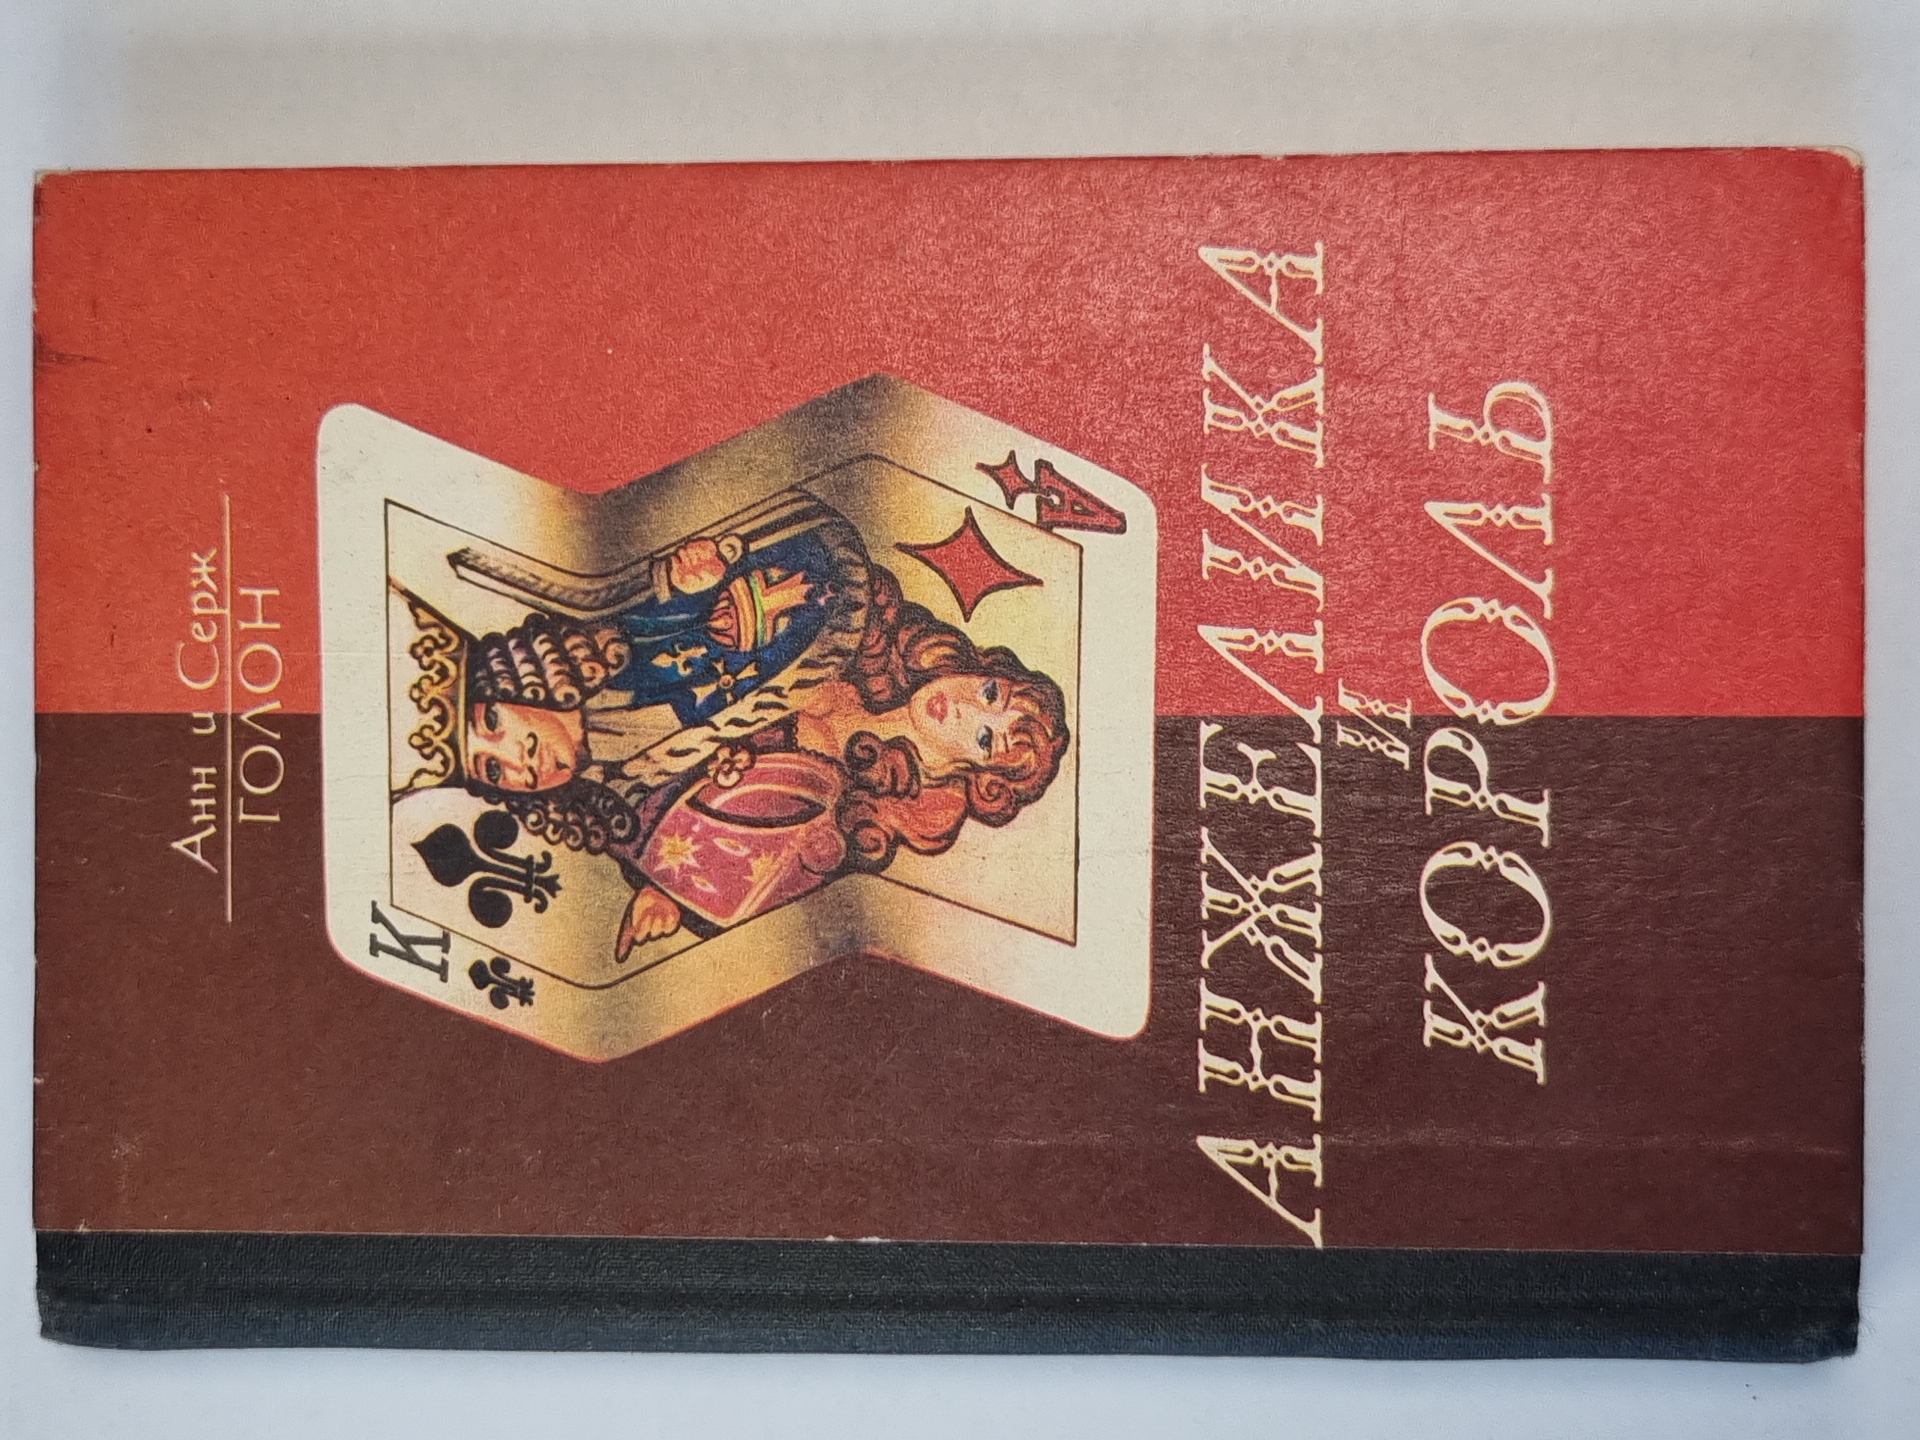 Анн и Серж
ГОЛОН
К
А
АНЖЕЛИКА
И
КОРОЛЬ